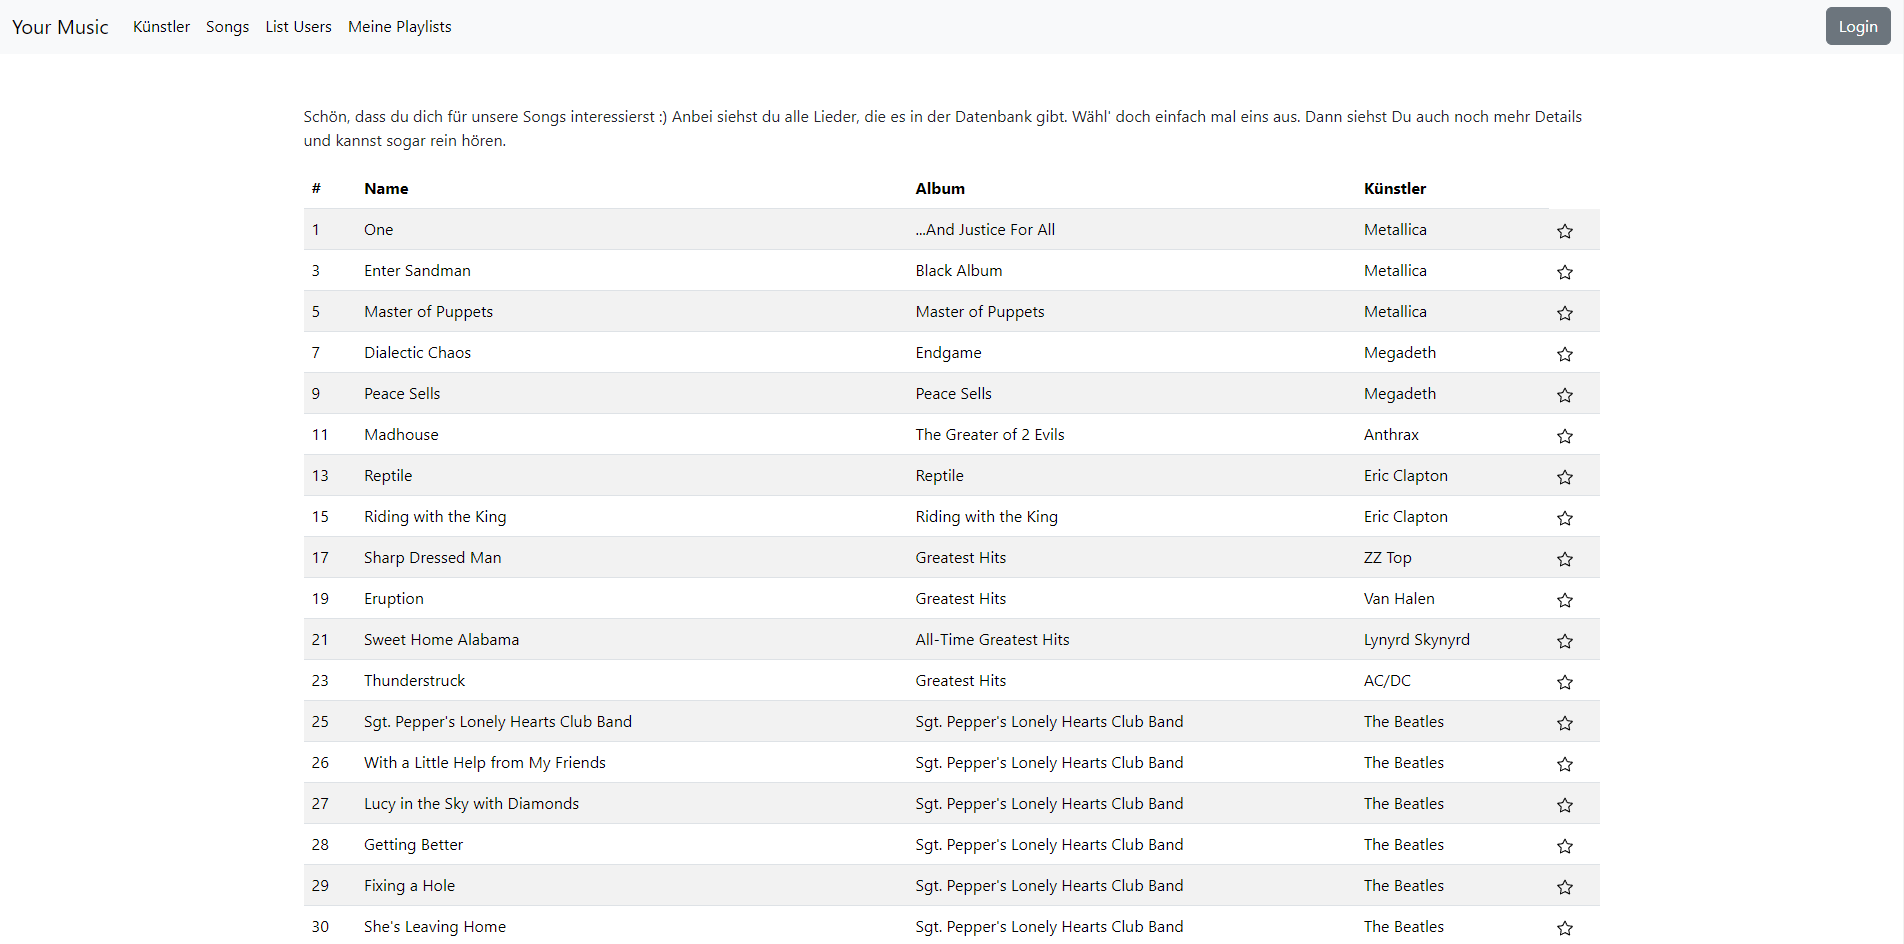 Your Music Künstler Songs List Users Meine Playlists Login
Schön, dass du dich für unsere Songs interessierst :) Anbei siehst du alle Lieder, die es in der Datenbank gibt. Wähl' doch einfach mal eins aus. Dann siehst Du auch noch mehr Details
und kannst sogar rein hören.
# Name Album Künstler
1 One ...And Justice For All Metallica
3 Enter Sandman Black Album Metallica
5 Master of Puppets Master of Puppets Metallica
7 Dialectic Chaos Endgame Megadeth
9 Peace Sells Peace Sells Megadeth
11 Madhouse The Greater of 2 Evils Anthrax
13 Reptile Reptile Eric Clapton
15 Riding with the King Riding with the King Eric Clapton
17 Sharp Dressed Man Greatest Hits ZZ Top
19 Eruption Greatest Hits Van Halen
21 Sweet Home Alabama All-Time Greatest Hits Lynyrd Skynyrd
23 Thunderstruck Greatest Hits AC/DC
25 Sgt. Pepper's Lonely Hearts Club Band Sgt. Pepper's Lonely Hearts Club Band The Beatles
26 With a Little Help from My Friends Sgt. Pepper's Lonely Hearts Club Band The Beatles
27 Lucy in the Sky with Diamonds Sgt. Pepper's Lonely Hearts Club Band The Beatles
28 Getting Better Sgt. Pepper's Lonely Hearts Club Band The Beatles
29 Fixing a Hole Sgt. Pepper's Lonely Hearts Club Band The Beatles
30 She's Leaving Home Sgt. Pepper's Lonely Hearts Club Band The Beatles